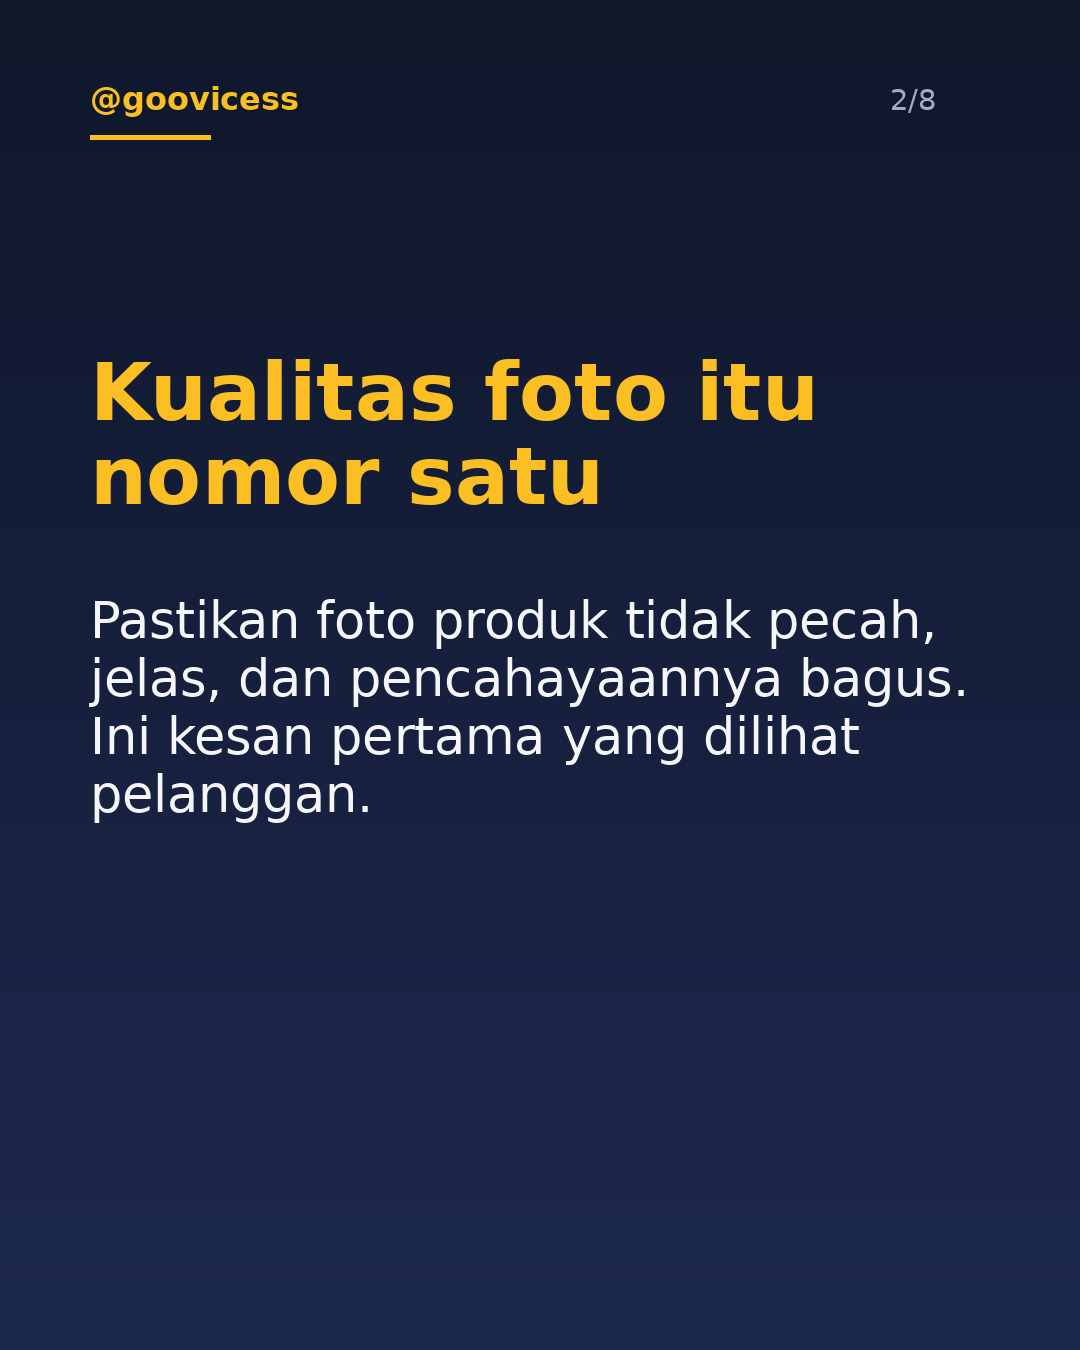 @goovicess
2/8
Kualitas foto itu
nomor satu
Pastikan foto produk tidak pecah,
jelas, dan pencahayaannya bagus.
Ini kesan pertama yang dilihat
pelanggan.